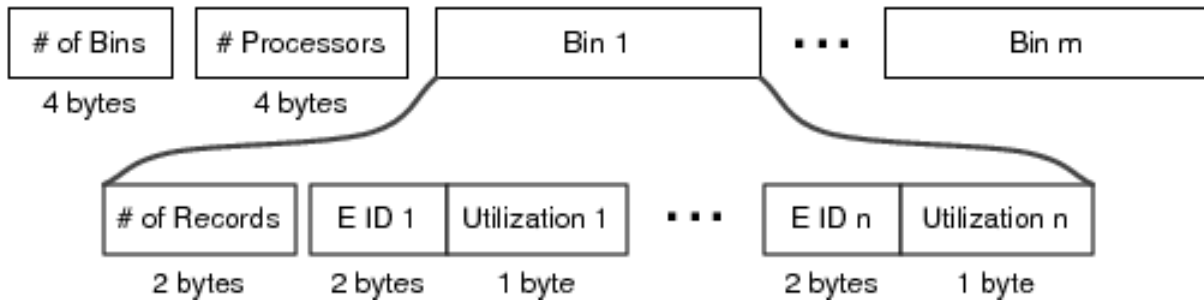 # of Bins # Processors Bin 1 ... Bin m
4 bytes 4 bytes
# of Records E ID 1 Utilization 1 ... E ID n Utilization n
2 bytes 2 bytes 1 byte 2 bytes 1 byte